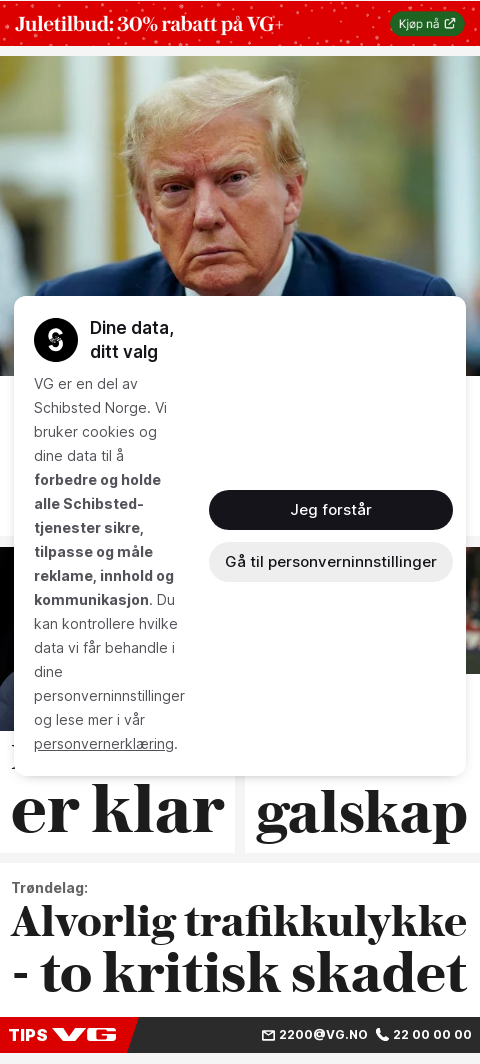 Juletilbud: 30% rabatt på VG+
Kjøp nå
Dine data,
ditt valg
VG er en del av
Schibsted Norge. Vi
bruker cookies og
dine data til å
forbedre og holde
alle Schibsted-
tjenester sikre,
tilpasse og måle
reklame, innhold og
kommunikasjon. Du
kan kontrollere hvilke
data vi får behandle i
dine
personverninnstillinger
og lese mer i vår
personvernerklæring.
Jeg forstår
Gå til personverninnstillinger
er klar
galskap
Trøndelag:
Alvorlig trafikkulykke
- to kritisk skadet
TIPS VG
2200@VG.NO
22 00 00 00